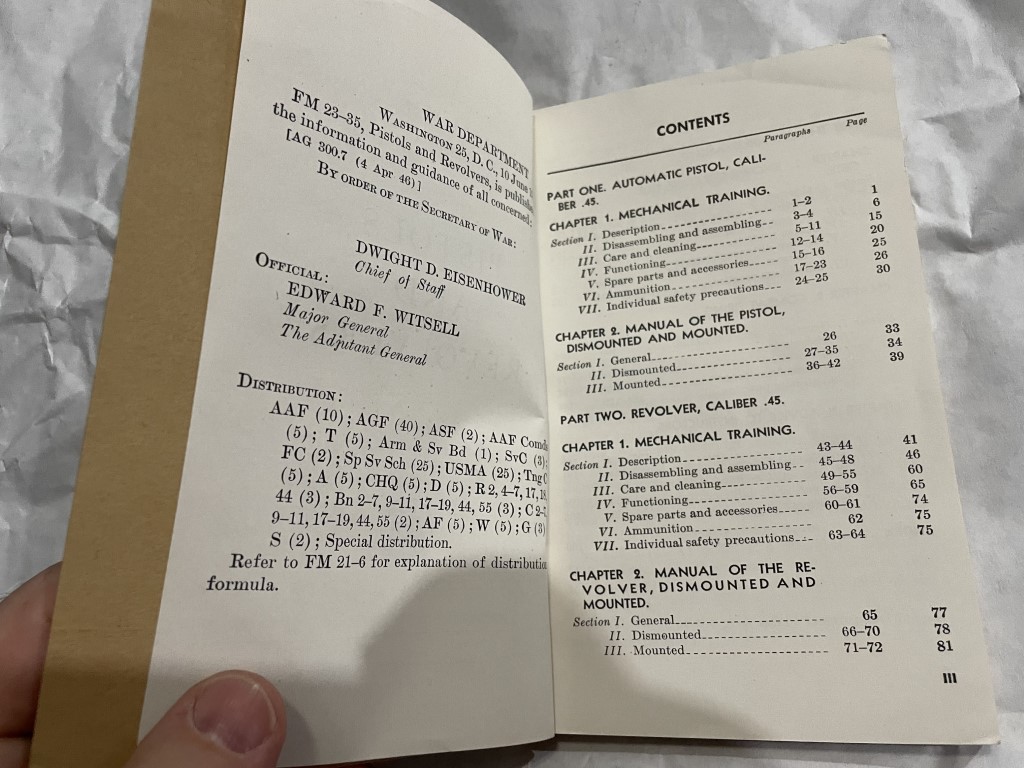 WAR DEPARTMENT
WASHINGTON 25, D. C., 10 June
FM 23–35, Pistols and Revolvers, is
the information and guidance of all concerned:
[AG 300.7 (4 Apr 46)]
BY ORDER OF THE SECRETARY OF WAR:
DWIGHT D. EISENHOWER
Chief of Staff
OFFICIAL:
EDWARD F. WITSELL
Major General
The Adjutant General
DISTRIBUTION:
AAF (10); AGF (40); ASF (2); AAF
(5); T (5); Arm & Sv Bd (1); SvC (3);
FC (2); Sp Sv Sch (25); USMA (25); Tng
(5); A (5); CHQ (5); D (5); R 2, 4–7, 17, 18,
44 (3); Bn 2–7, 9–11, 17–19, 44, 55 (3); C
9–11, 17–19, 44, 55 (2); AF (5); W (5); G (3)
S (2); Special distribution.
Refer to FM 21–6 for explanation of
formula.
CONTENTS
Paragraphs Page
PART ONE. AUTOMATIC PISTOL, CALI-
BER .45.
CHAPTER 1. MECHANICAL TRAINING.
Section I. Description 1–2 1
II. Disassembling and assembling 3–4 6
III. Care and cleaning 5–11 15
IV. Functioning 12–14 20
V. Spare parts and accessories 15–16 25
VI. Ammunition 17–23 26
VII. Individual safety precautions 24–25 30
CHAPTER 2. MANUAL OF THE PISTOL,
DISMOUNTED AND MOUNTED.
Section I. General 26 33
II. Dismounted 27–35 34
III. Mounted 36–42 39
PART TWO. REVOLVER, CALIBER .45.
CHAPTER 1. MECHANICAL TRAINING.
Section I. Description 43–44 41
II. Disassembling and assembling 45–48 46
III. Care and cleaning 49–55 60
IV. Functioning 56–59 65
V. Spare parts and accessories 60–61 74
VI. Ammunition 62 75
VII. Individual safety precautions 63–64 75
CHAPTER 2. MANUAL OF THE RE-
VOLVER, DISMOUNTED AND
MOUNTED.
Section I. General 65 77
II. Dismounted 66–70 78
III. Mounted 71–72 81
III